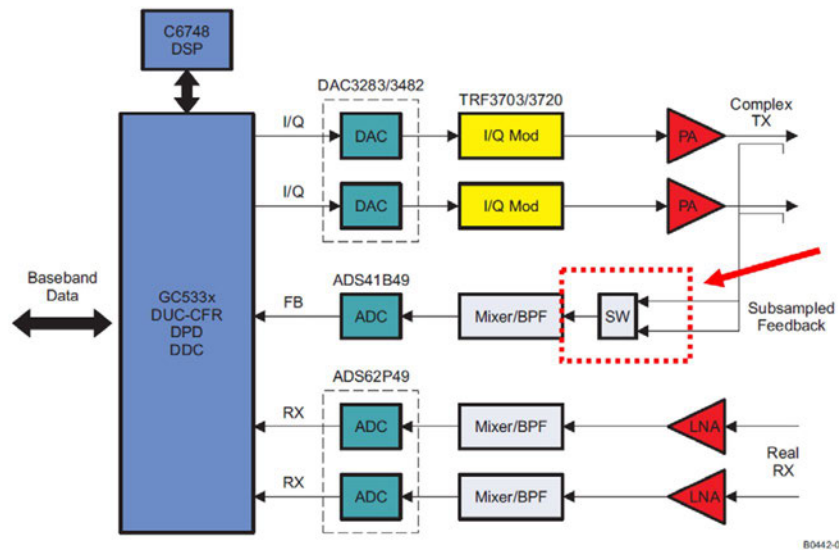 C6748
DSP
DAC3283/3482
TRF3703/3720
Complex
TX
I/Q
DAC
I/Q Mod
PA
I/Q
DAC
I/Q Mod
PA
Baseband
Data
GC533x
DUC-CFR
DPD
DDC
ADS41B49
FB
ADC
Mixer/BPF
SW
Subsampled
Feedback
ADS62P49
RX
ADC
Mixer/BPF
LNA
Real
RX
RX
ADC
Mixer/BPF
LNA